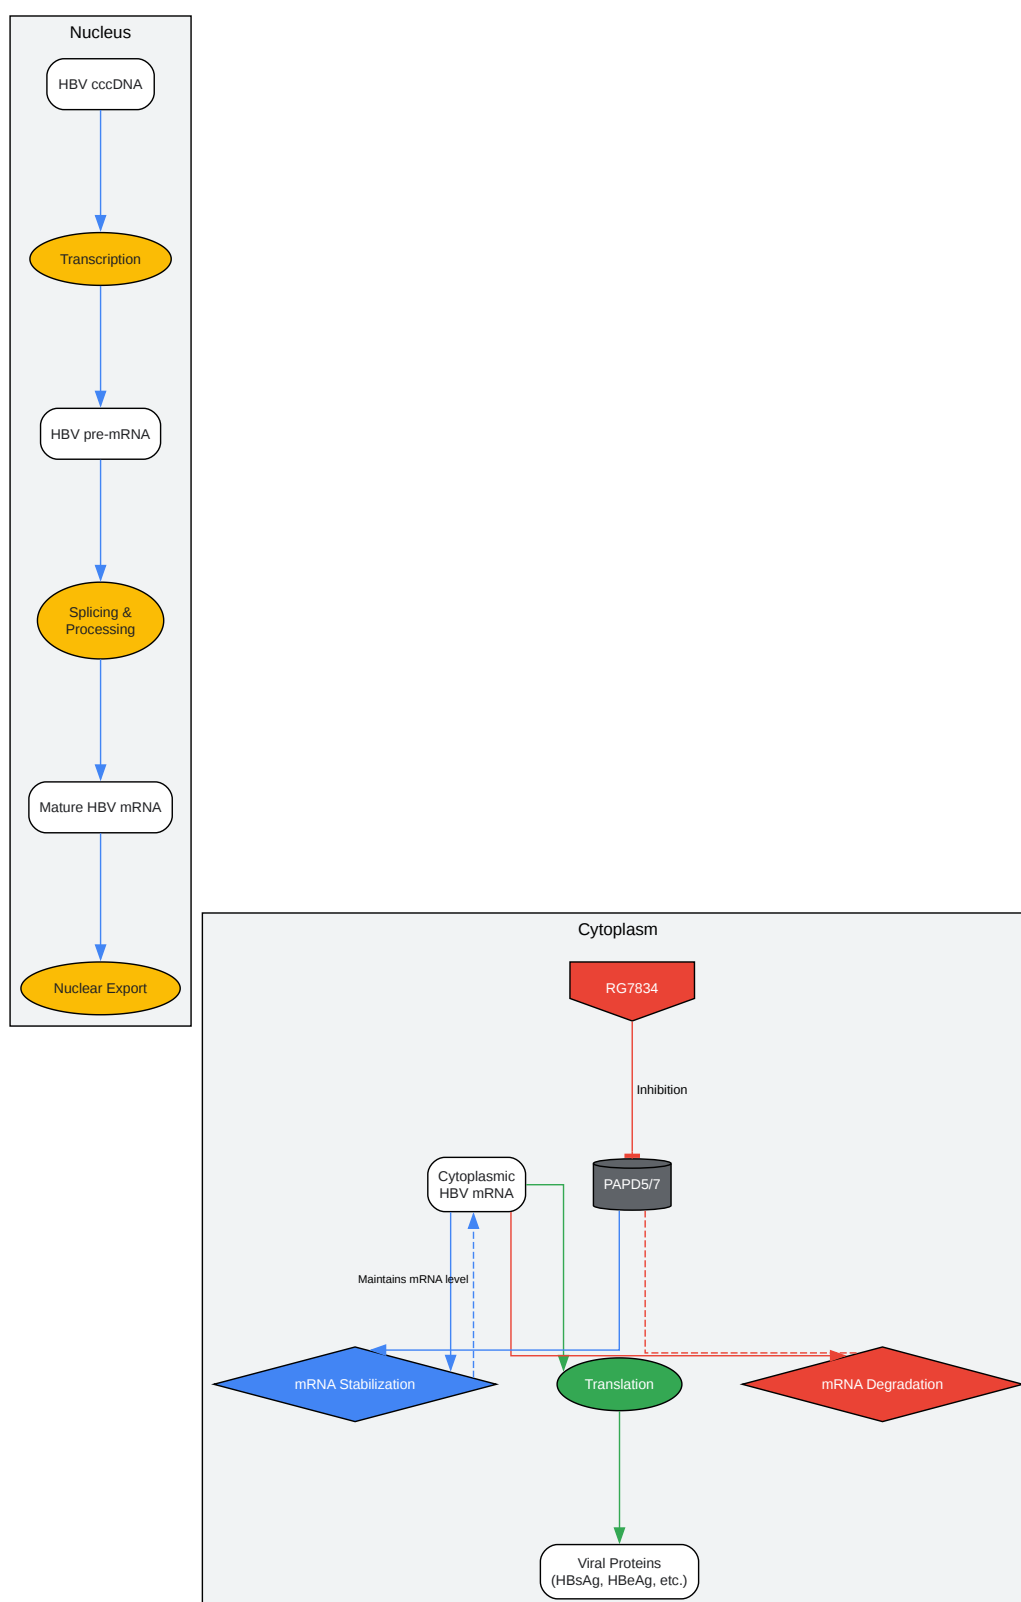 Nucleus
HBV cccDNA
Transcription
HBV pre-mRNA
Splicing &
Processing
Mature HBV mRNA
Nuclear Export
Cytoplasm
RG7834
Inhibition
Cytoplasmic
HBV mRNA
PAPD5/7
Maintains mRNA level
mRNA Stabilization
Translation
mRNA Degradation
Viral Proteins
(HBsAg, HBeAg, etc.)